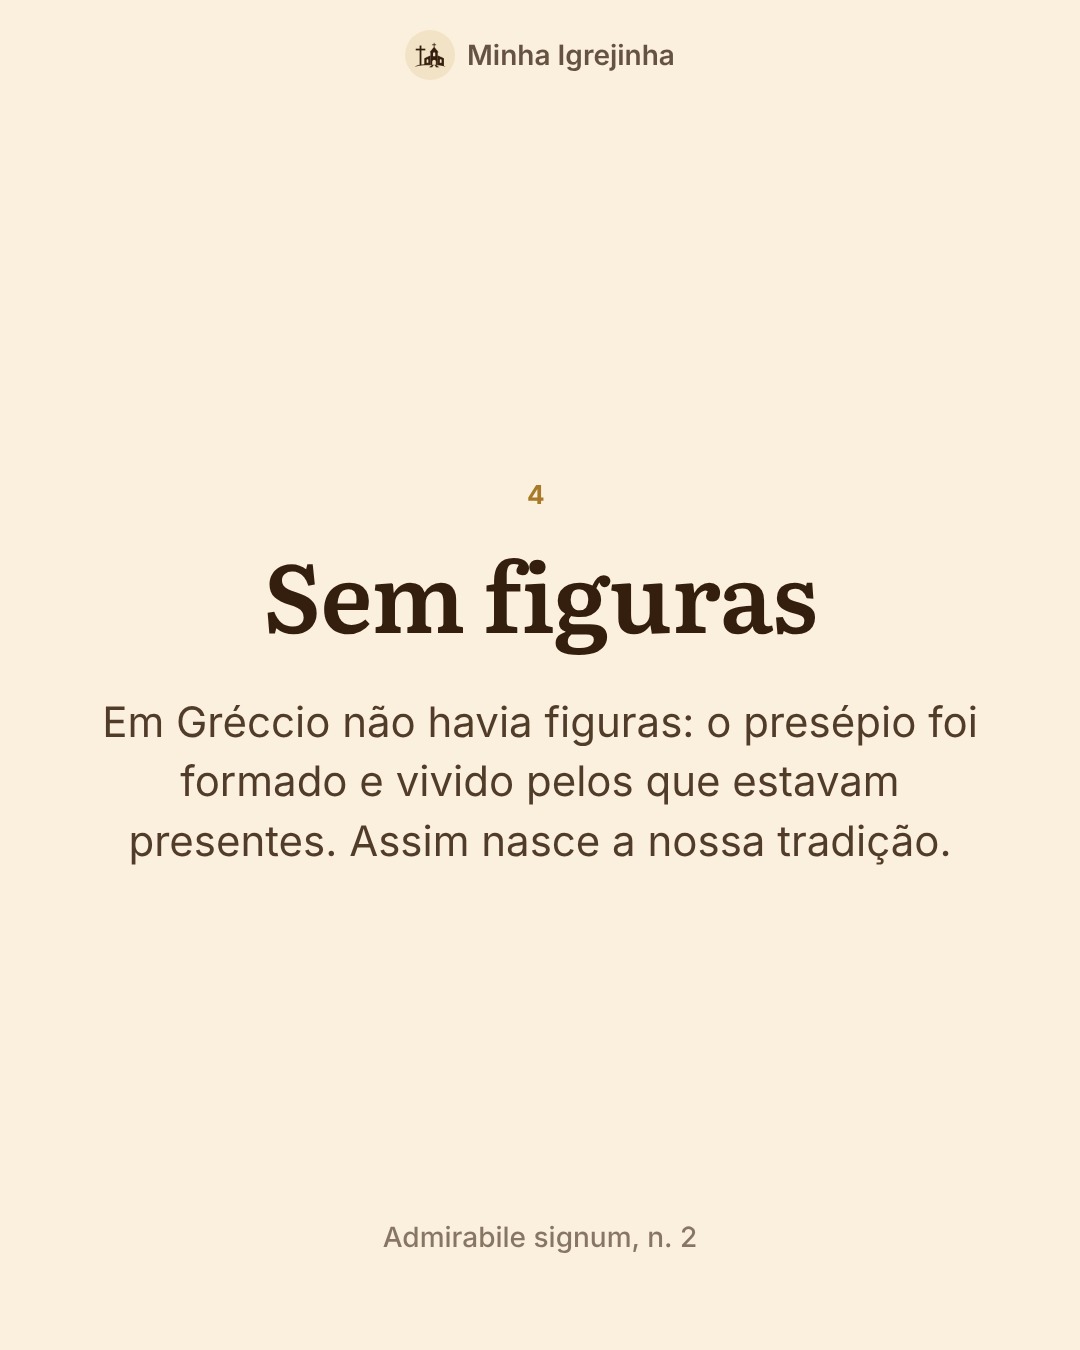 Minha Igrejinha
4
Sem figuras
Em Gréccio não havia figuras: o presépio foi
formado e vivido pelos que estavam
presentes. Assim nasce a nossa tradição.
Admirabile signum, n. 2